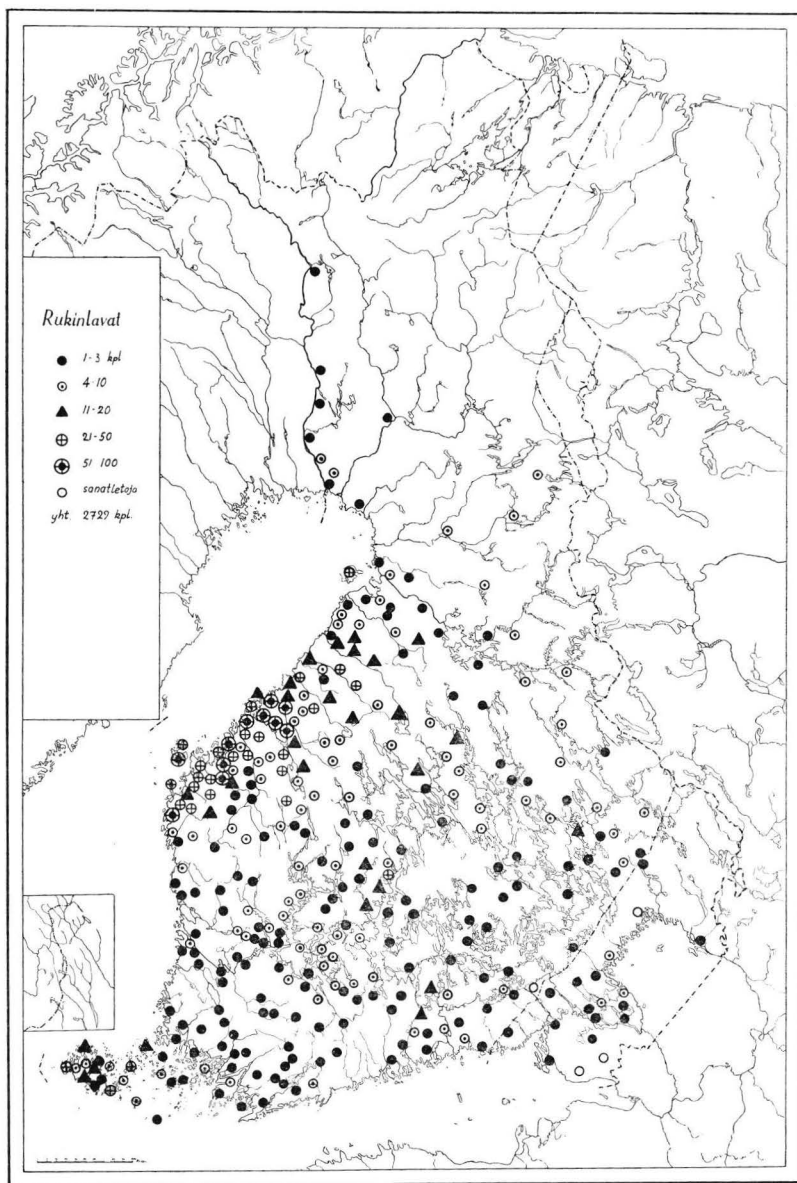 Rukinlavat
1-3 kpl
4-10
11-20
21-50
51-100
sanatietoja
yht. 2729 kpl.